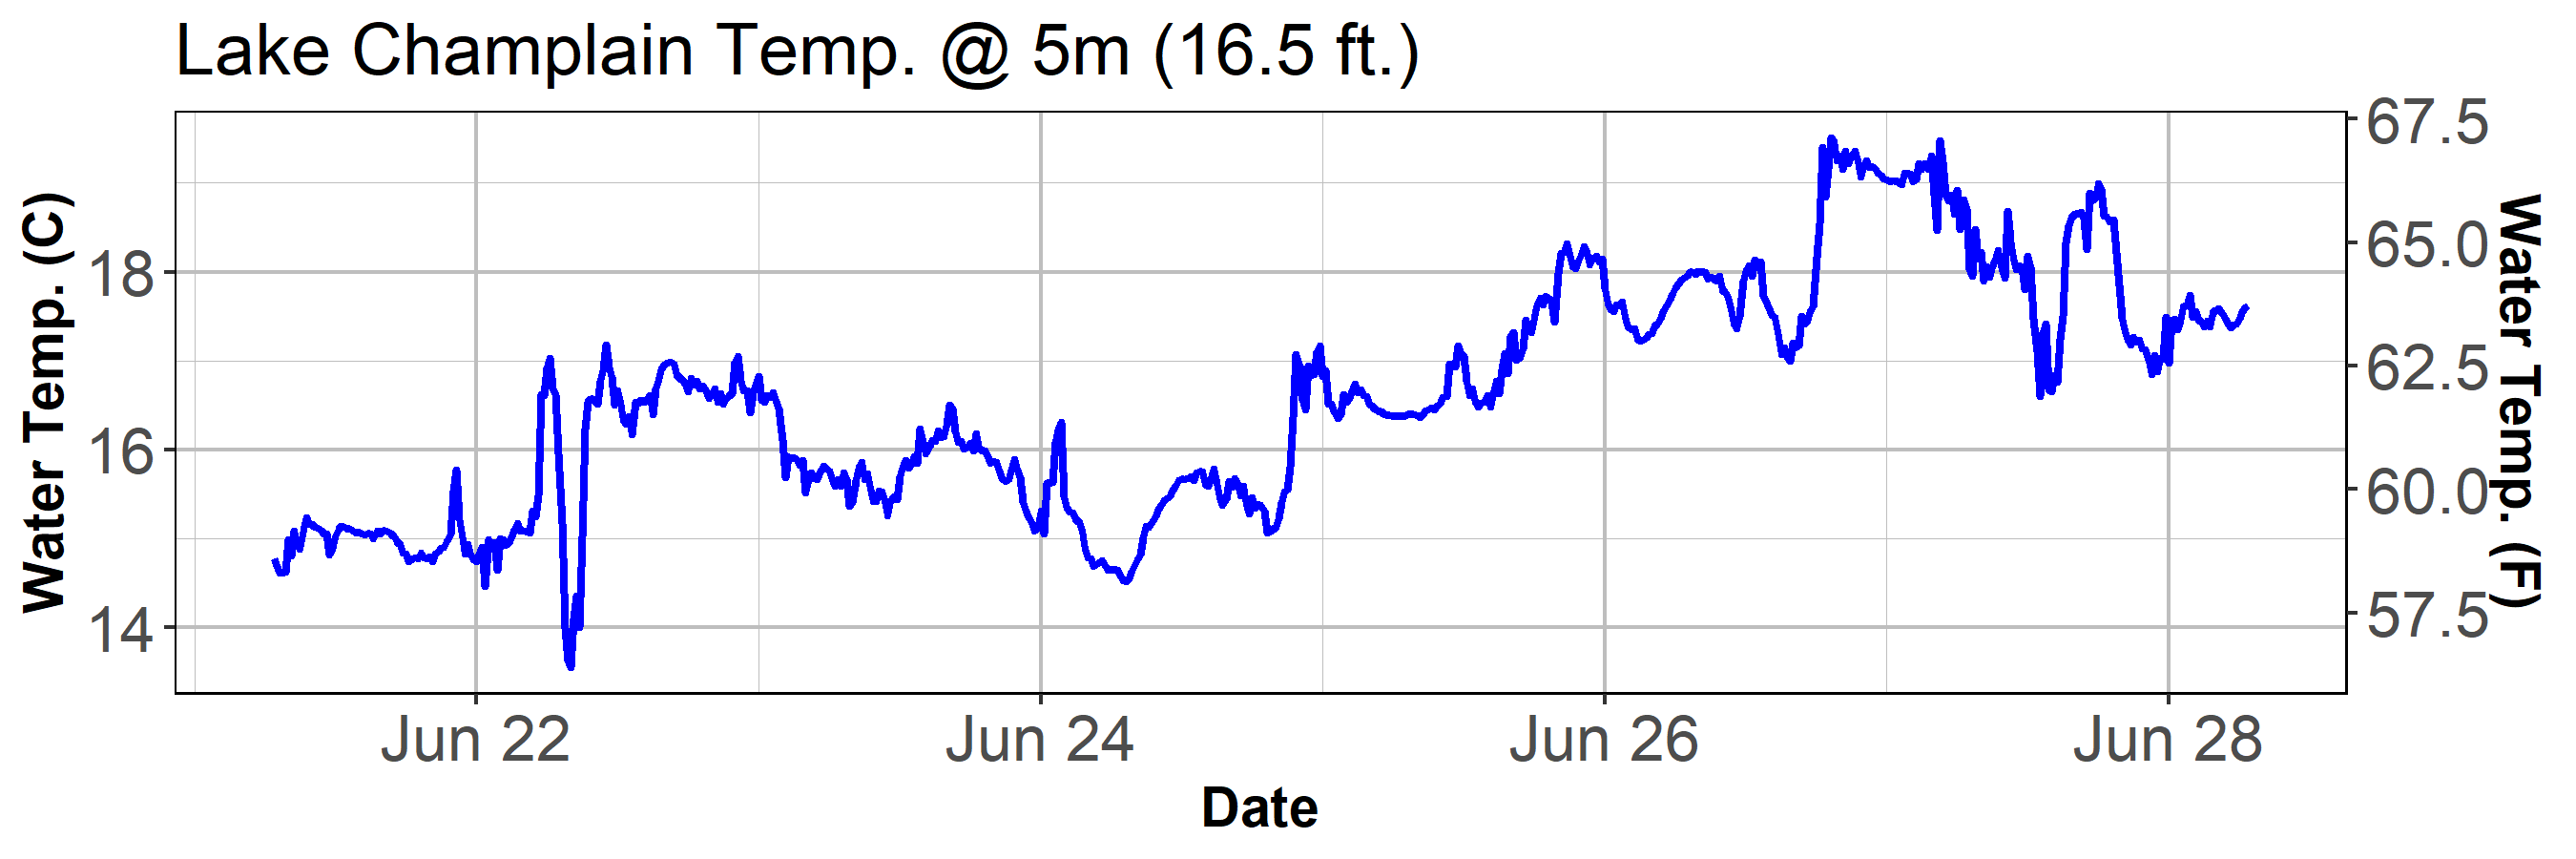 Lake Champlain Temp. @ 5m (16.5 ft.)
Water Temp. (C)
18
16
14
67.5
65.0
62.5
60.0
57.5
Water Temp. (F)
Jun 22 Jun 24 Jun 26 Jun 28
Date